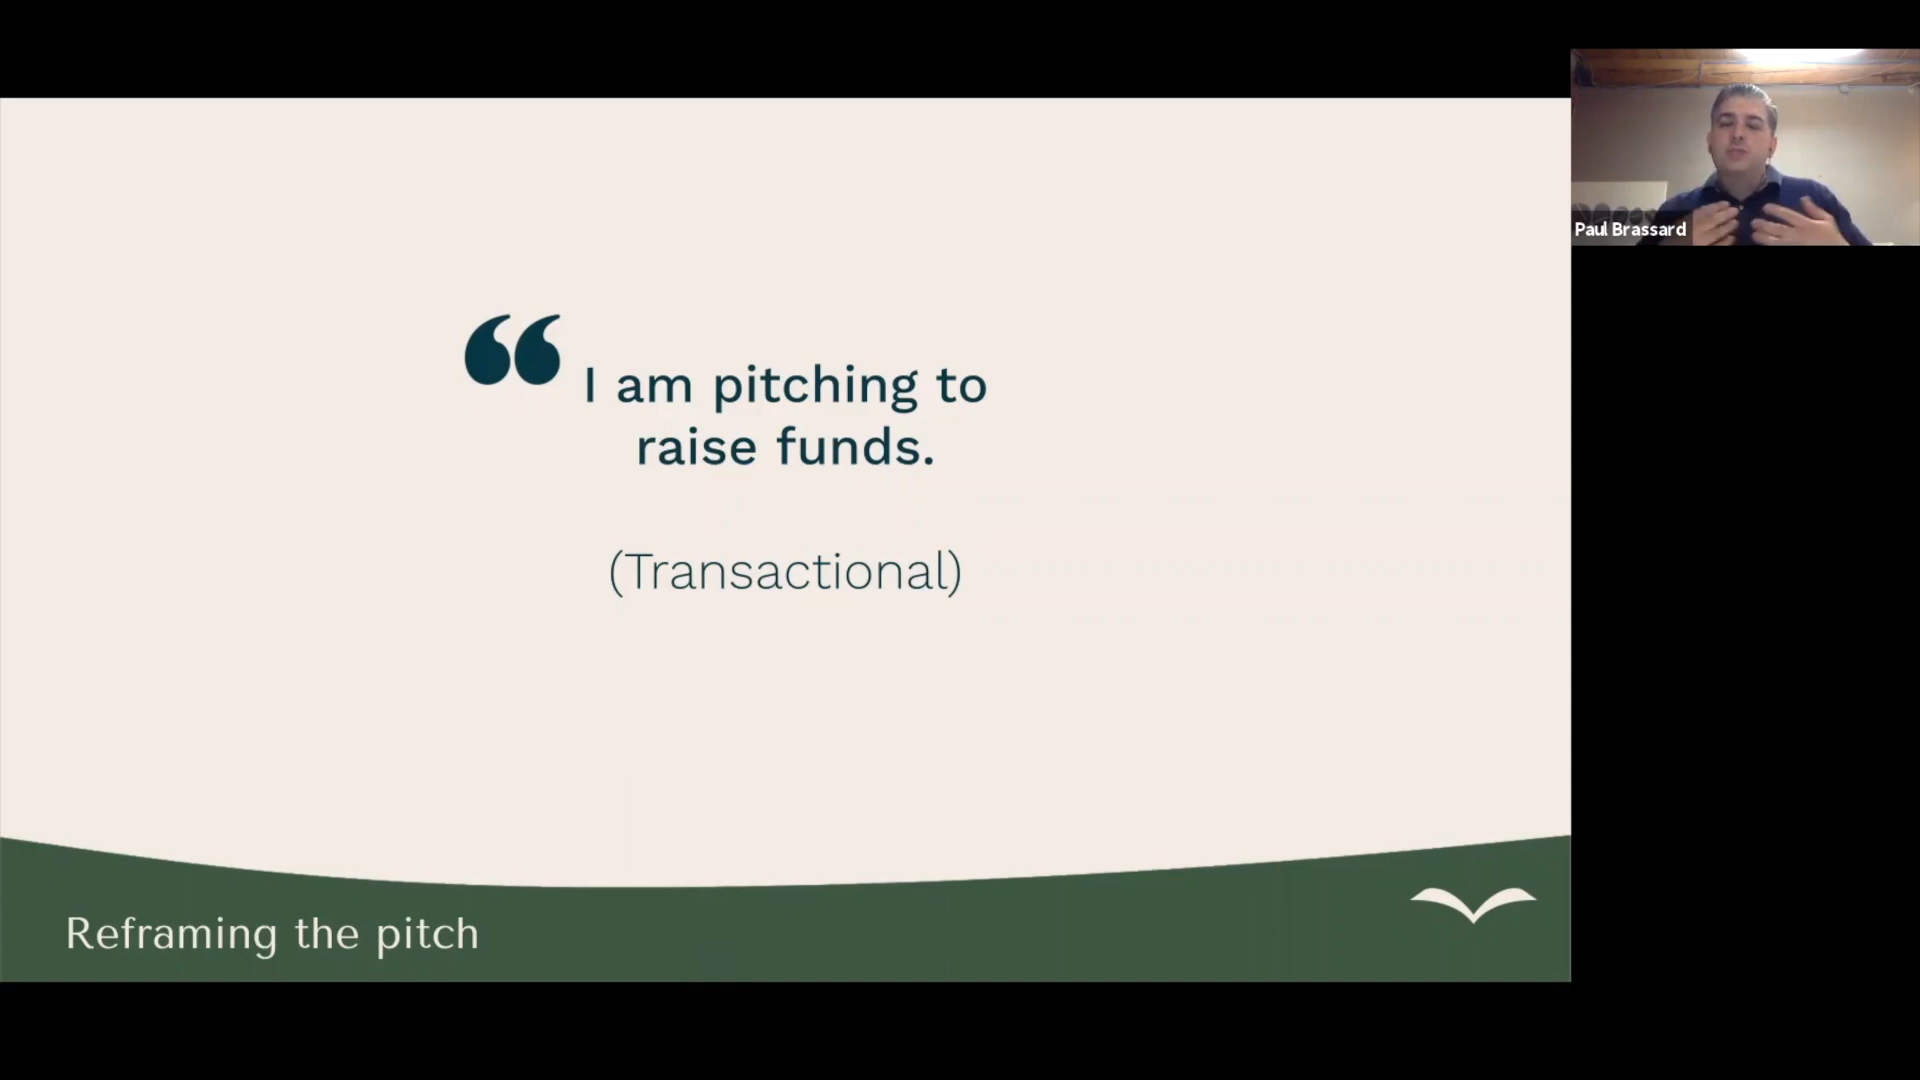 “ I am pitching to
raise funds.
(Transactional)
Reframing the pitch
Paul Brassard